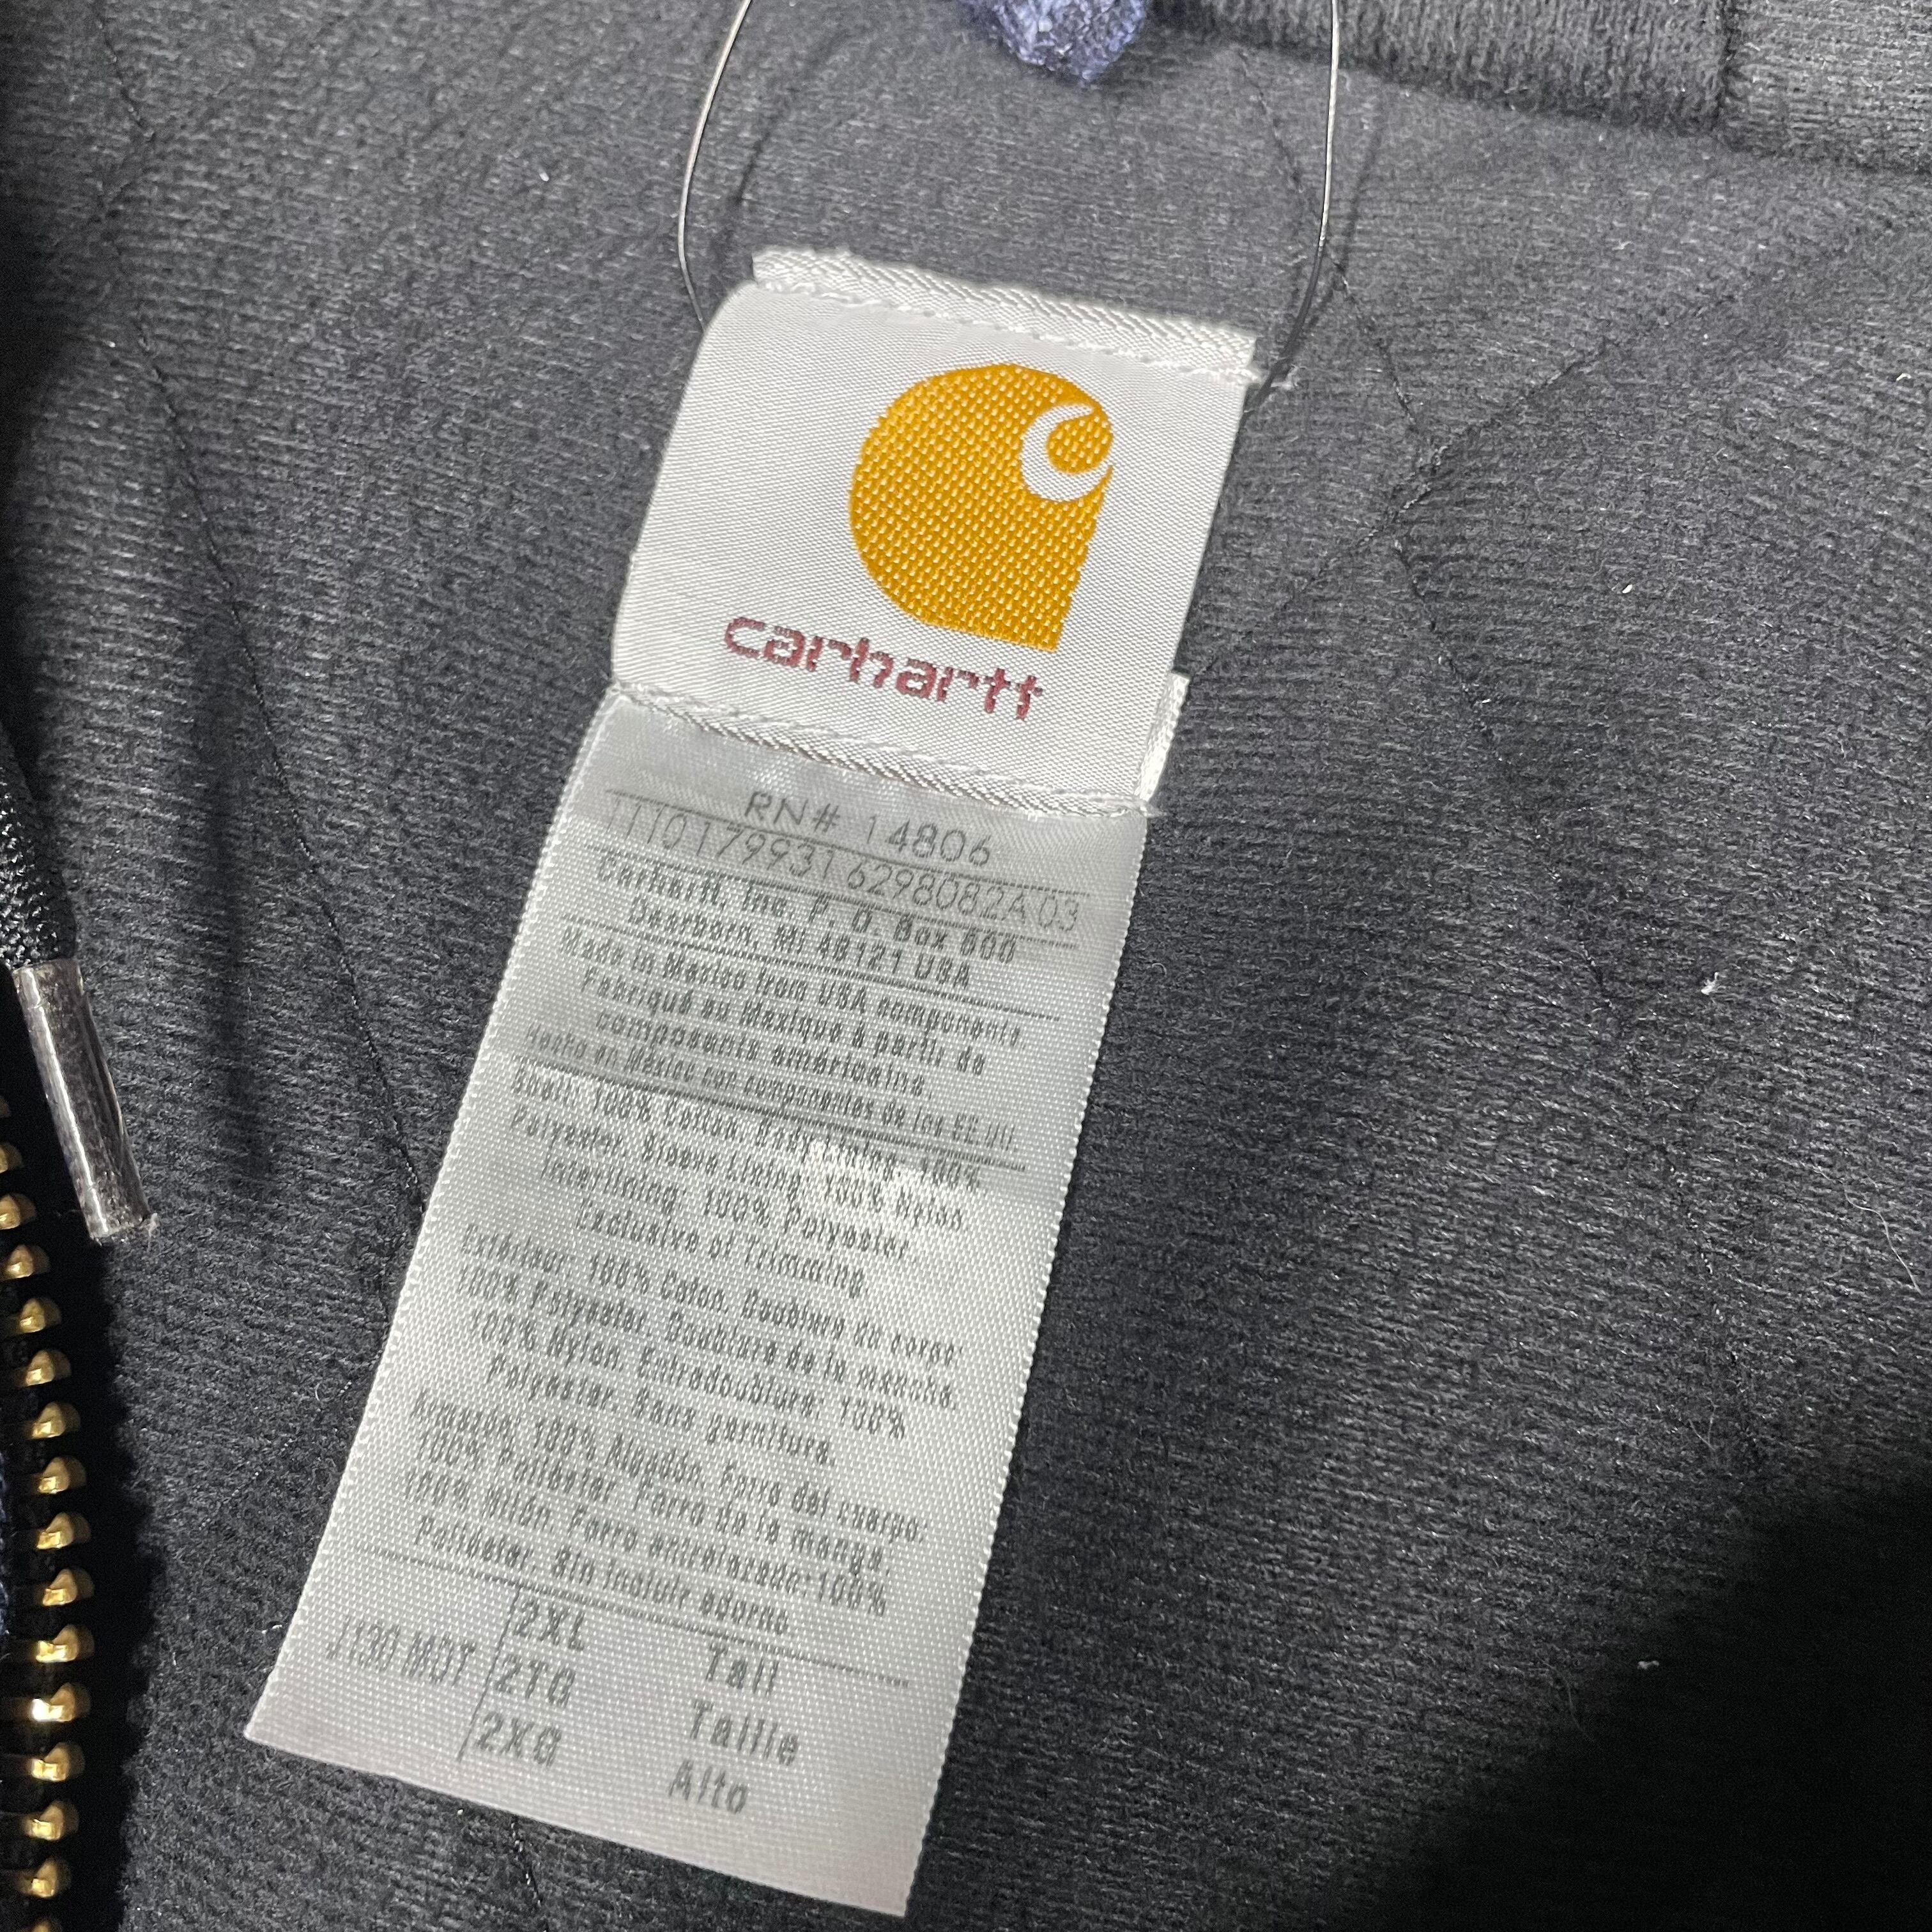 carhartt
RN# 14806
1110179931629808​2A 03
Carhartt, Inc. P. O. Box 600
Dearborn, MI 48121 USA
Made in Mexico from USA components
Fabriqué au Mexique à partir de
composants américains
Hecho en México con componentes de los EE.UU
Shell: 100% Cotton. Body Lining: 100%
Polyester. Sleeve Lining: 100% Nylon.
Interlining: 100% Polyester.
Exclusive of Trimming
Extérieur: 100% Coton. Doublure de corps:
100% Polyester. Doublure de la manche:
100% Nylon. Entredoublure: 100%
Polyester. Sans garniture.
Armazón: 100% Algodón. Forro del cuerpo:
100% Poliéster. Forro de la manga:
100% Nilón. Forro entrelazado: 100%
Poliéster. Sin incluir adorno
2XL Tall
J130 MDT 2TG Taille
2XG Alto